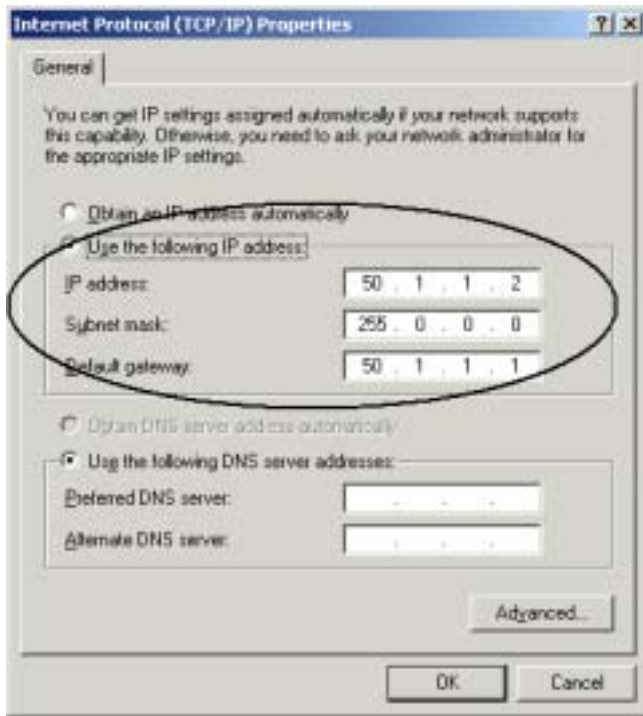 Internet Protocol (TCP/IP) Properties
General
You can get IP settings assigned automatically if your network supports
this capability. Otherwise, you need to ask your network administrator for
the appropriate IP settings.
Obtain an IP address automatically
Use the following IP address:
IP address: 50 . 1 . 1 . 2
Subnet mask: 255 . 0 . 0 . 0
Default gateway: 50 . 1 . 1 . 1
Obtain DNS server address automatically
Use the following DNS server addresses:
Preferred DNS server: . . .
Alternate DNS server: . . .
Advanced...
OK Cancel